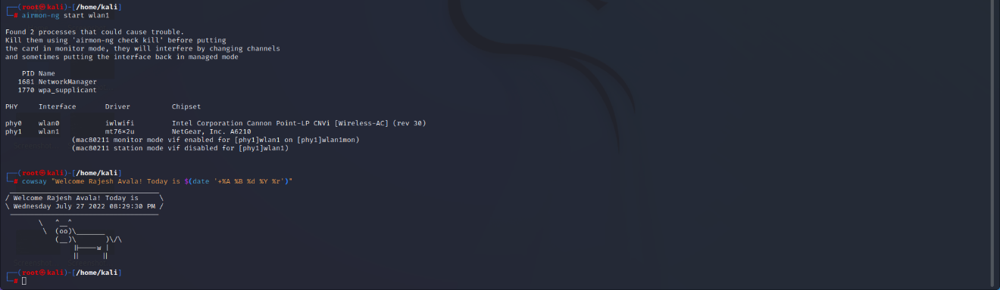 ┌──(root㉿kali)-[/home/kali]
└─# airmon-ng start wlan1
Found 2 processes that could cause trouble.
Kill them using 'airmon-ng check kill' before putting
the card in monitor mode, they will interfere by changing channels
and sometimes putting the interface back in managed mode
PID Name
1681 NetworkManager
1770 wpa_supplicant
PHY Interface Driver Chipset
phy0 wlan0 iwlwifi Intel Corporation Cannon Point-LP CNVi [Wireless-AC] (rev 30)
phy1 wlan1 mt76×2u NetGear, Inc. A6210
(mac80211 monitor mode vif enabled for [phy1]wlan1 on [phy1]wlan1mon)
(mac80211 station mode vif disabled for [phy1]wlan1)
┌──(root㉿kali)-[/home/kali]
└─# cowsay "Welcome Rajesh Avala! Today is $(date '+%A %B %d %Y %r')"
_____________________________________
/ Welcome Rajesh Avala! Today is \
\ Wednesday July 27 2022 08:29:30 PM /
-------------------------------------
\ ^__^
\ (oo)\_______
(__)\ )\/\
||----w |
|| ||
┌──(root㉿kali)-[/home/kali]
└─#